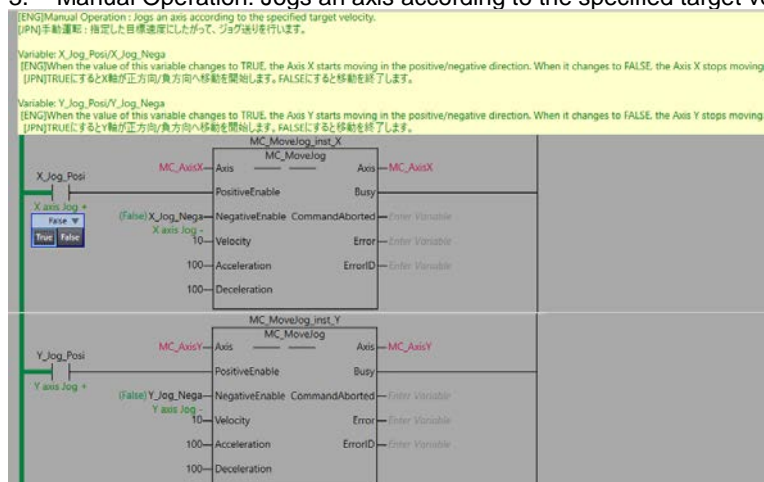 5. Manual Operation: Jogs an axis according to the specified target ve
[ENG]Manual Operation : Jogs an axis according to the specified target velocity.
[JPN]手動運転：指定した目標速度にしたがって、ジョグ送りを行います。
Variable: X_Jog_Posi/X_Jog_Nega
[ENG]When the value of this variable changes to TRUE, the Axis X starts moving in the positive/negative direction. When it changes to FALSE, the Axis X stops moving
[JPN]TRUEにするとX軸が正方向/負方向へ移動を開始します。FALSEにすると移動を終了します。
Variable: Y_Jog_Posi/Y_Jog_Nega
[ENG]When the value of this variable changes to TRUE, the Axis Y starts moving in the positive/negative direction. When it changes to FALSE, the Axis Y stops moving
[JPN]TRUEにするとY軸が正方向/負方向へ移動を開始します。FALSEにすると移動を終了します。
MC_MoveJog_inst_X
MC_MoveJog
X_Jog_Posi
MC_AxisX Axis Axis MC_AxisX
PositiveEnable Busy
X axis Jog +
False
True False
(False) X_Jog_Nega NegativeEnable CommandAborted Enter Variable
X axis Jog -
10 Velocity Error Enter Variable
100 Acceleration ErrorID Enter Variable
100 Deceleration
MC_MoveJog_inst_Y
MC_MoveJog
Y_Jog_Posi
MC_AxisY Axis Axis MC_AxisY
PositiveEnable Busy
Y axis Jog +
(False) Y_Jog_Nega NegativeEnable CommandAborted Enter Variable
Y axis Jog -
10 Velocity Error Enter Variable
100 Acceleration ErrorID Enter Variable
100 Deceleration